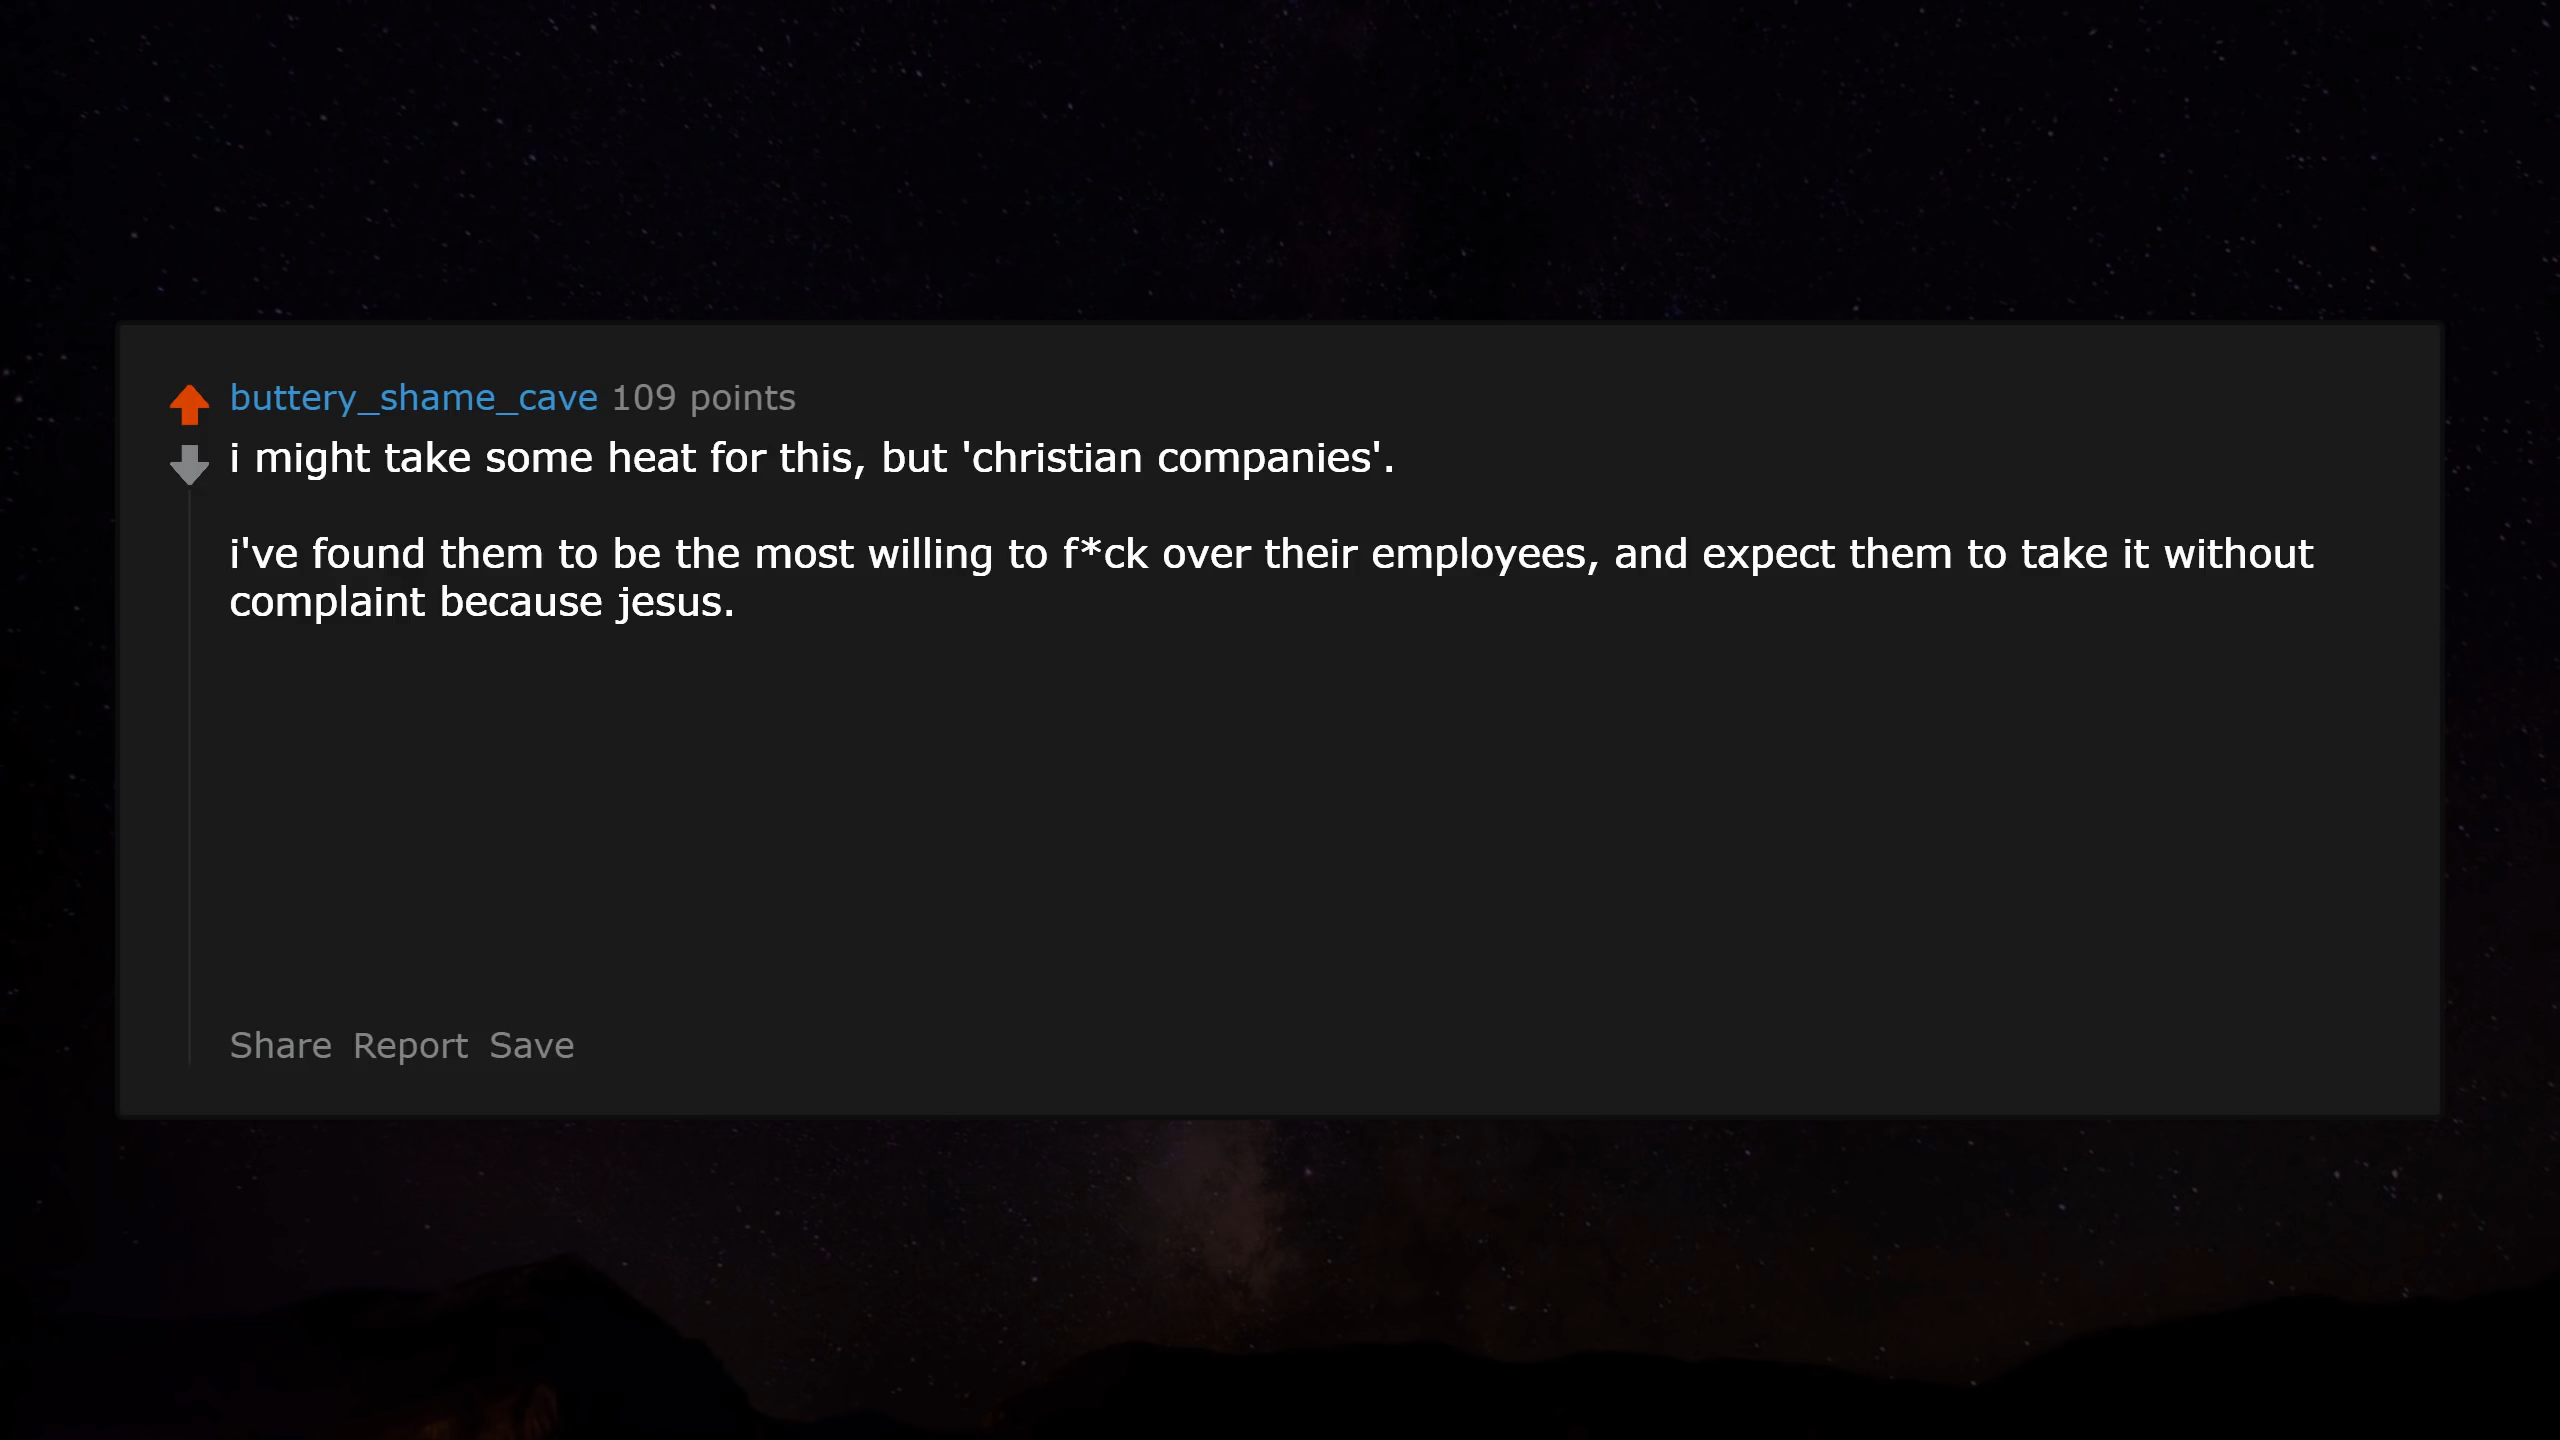 buttery_shame_cave 109 points
i might take some heat for this, but 'christian companies'.
i've found them to be the most willing to f*ck over their employees, and expect them to take it without
complaint because jesus.
Share Report Save